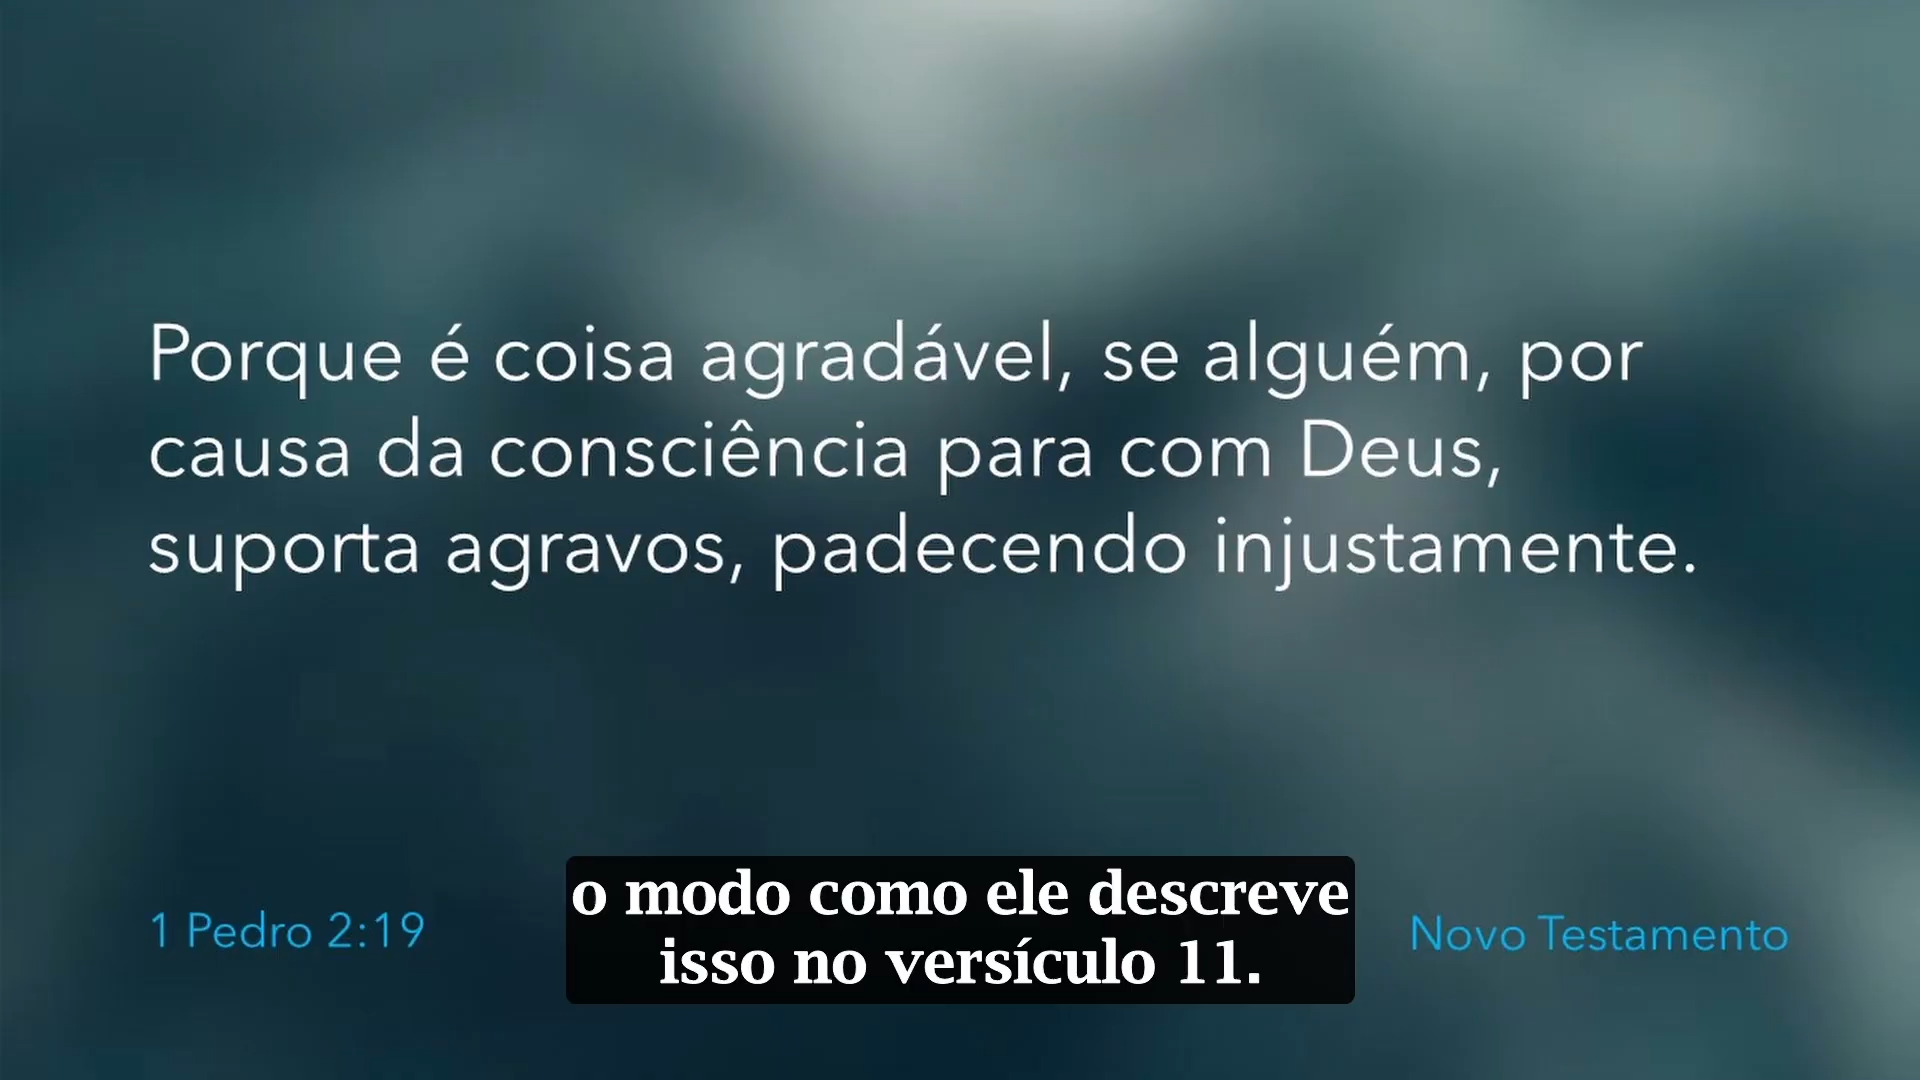 Porque é coisa agradável, se alguém, por
causa da consciência para com Deus,
suporta agravos, padecendo injustamente.
1 Pedro 2:19
o modo como ele descreve
isso no versículo 11.
Novo Testamento